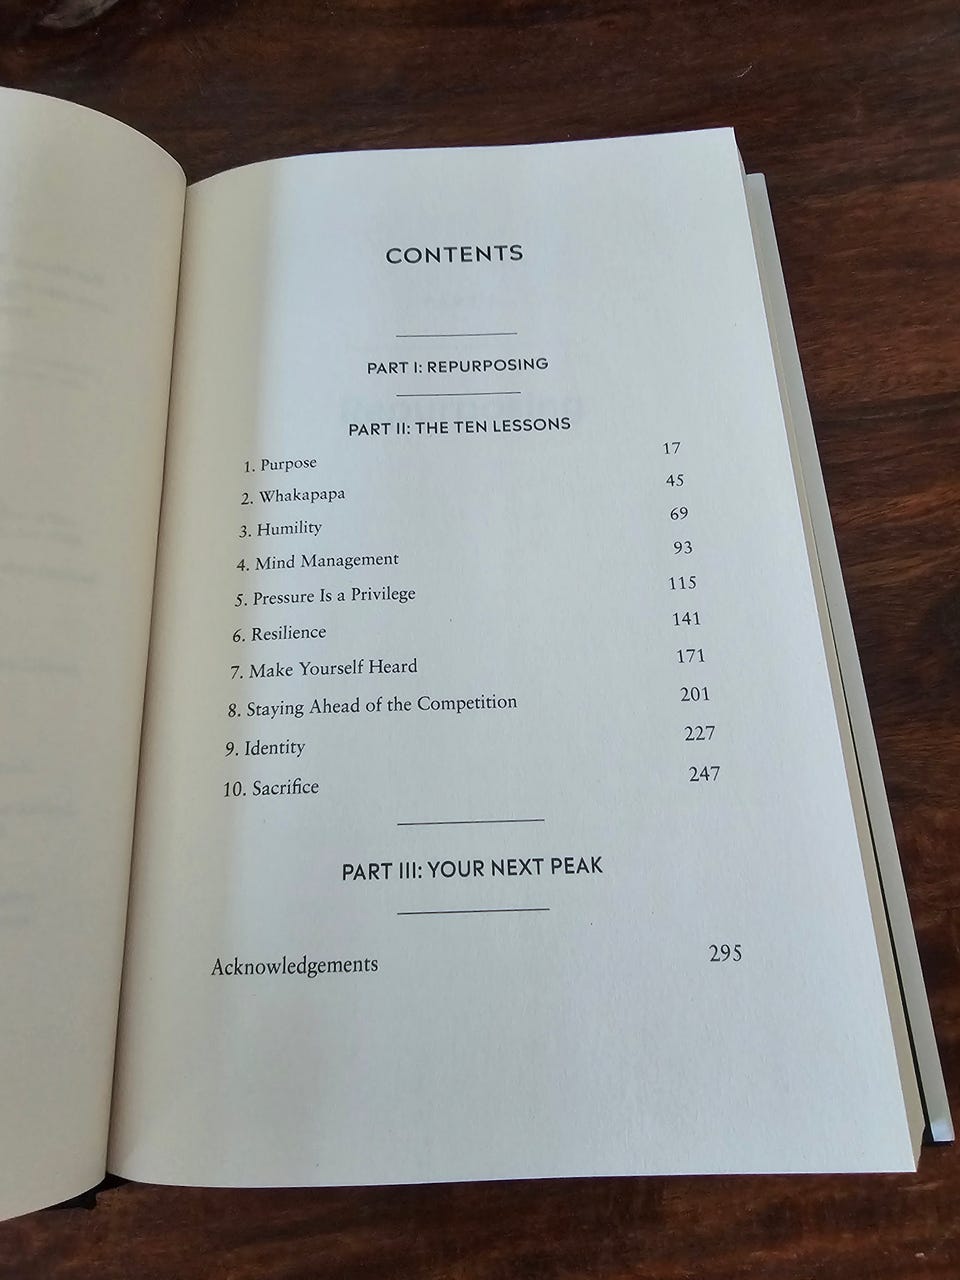 CONTENTS
PART I: REPURPOSING
PART II: THE TEN LESSONS
1. Purpose 17
2. Whakapapa 45
3. Humility 69
4. Mind Management 93
5. Pressure Is a Privilege 115
6. Resilience 141
7. Make Yourself Heard 171
8. Staying Ahead of the Competition 201
9. Identity 227
10. Sacrifice 247
PART III: YOUR NEXT PEAK
Acknowledgements 295